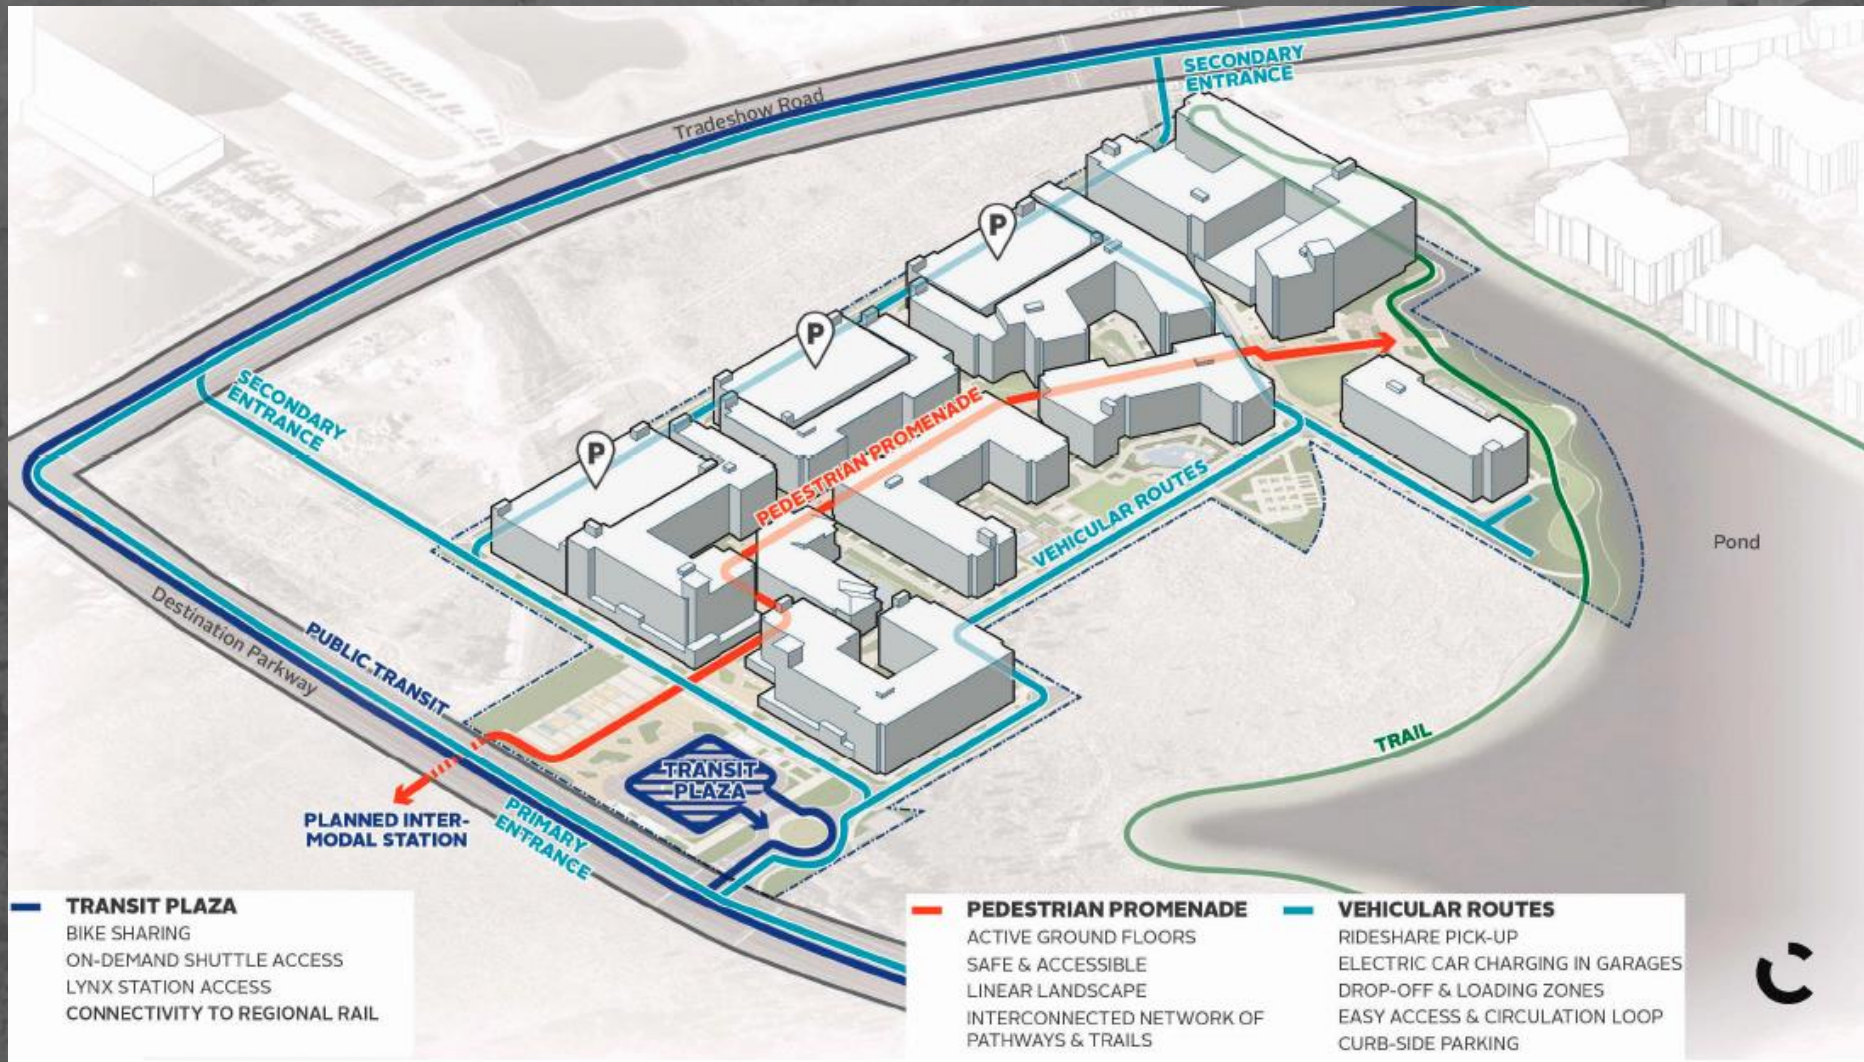 SECONDARY
ENTRANCE
Tradeshow Road
P
P
P
SECONDARY
ENTRANCE
PEDESTRIAN PROMENADE
VEHICULAR ROUTES
Pond
Destination Parkway
PUBLIC TRANSIT
TRAIL
TRANSIT
PLAZA
PLANNED INTER-
MODAL STATION
PRIMARY
ENTRANCE
TRANSIT PLAZA
BIKE SHARING
ON-DEMAND SHUTTLE ACCESS
LYNX STATION ACCESS
CONNECTIVITY TO REGIONAL RAIL
PEDESTRIAN PROMENADE
ACTIVE GROUND FLOORS
SAFE & ACCESSIBLE
LINEAR LANDSCAPE
INTERCONNECTED NETWORK OF
PATHWAYS & TRAILS
VEHICULAR ROUTES
RIDESHARE PICK-UP
ELECTRIC CAR CHARGING IN GARAGES
DROP-OFF & LOADING ZONES
EASY ACCESS & CIRCULATION LOOP
CURB-SIDE PARKING